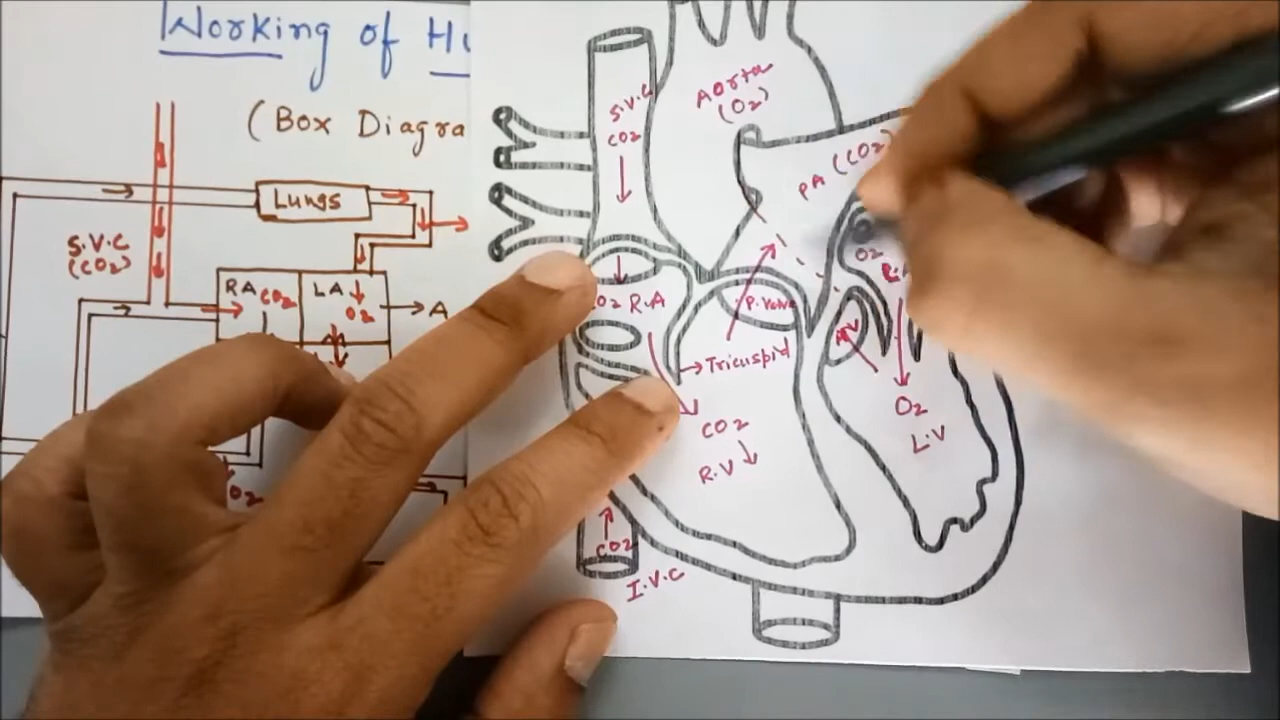 Working of
(Box Diagra
Lungs
S.V.C
(CO2)
RA CO2
LA
O2
A
S.V.C
CO2
Aorta
(O2)
PA (CO2)
O2
R.A
P. Valve
→Tricuspid
CO2
R.V
O2
L.V
CO2
I.V.C